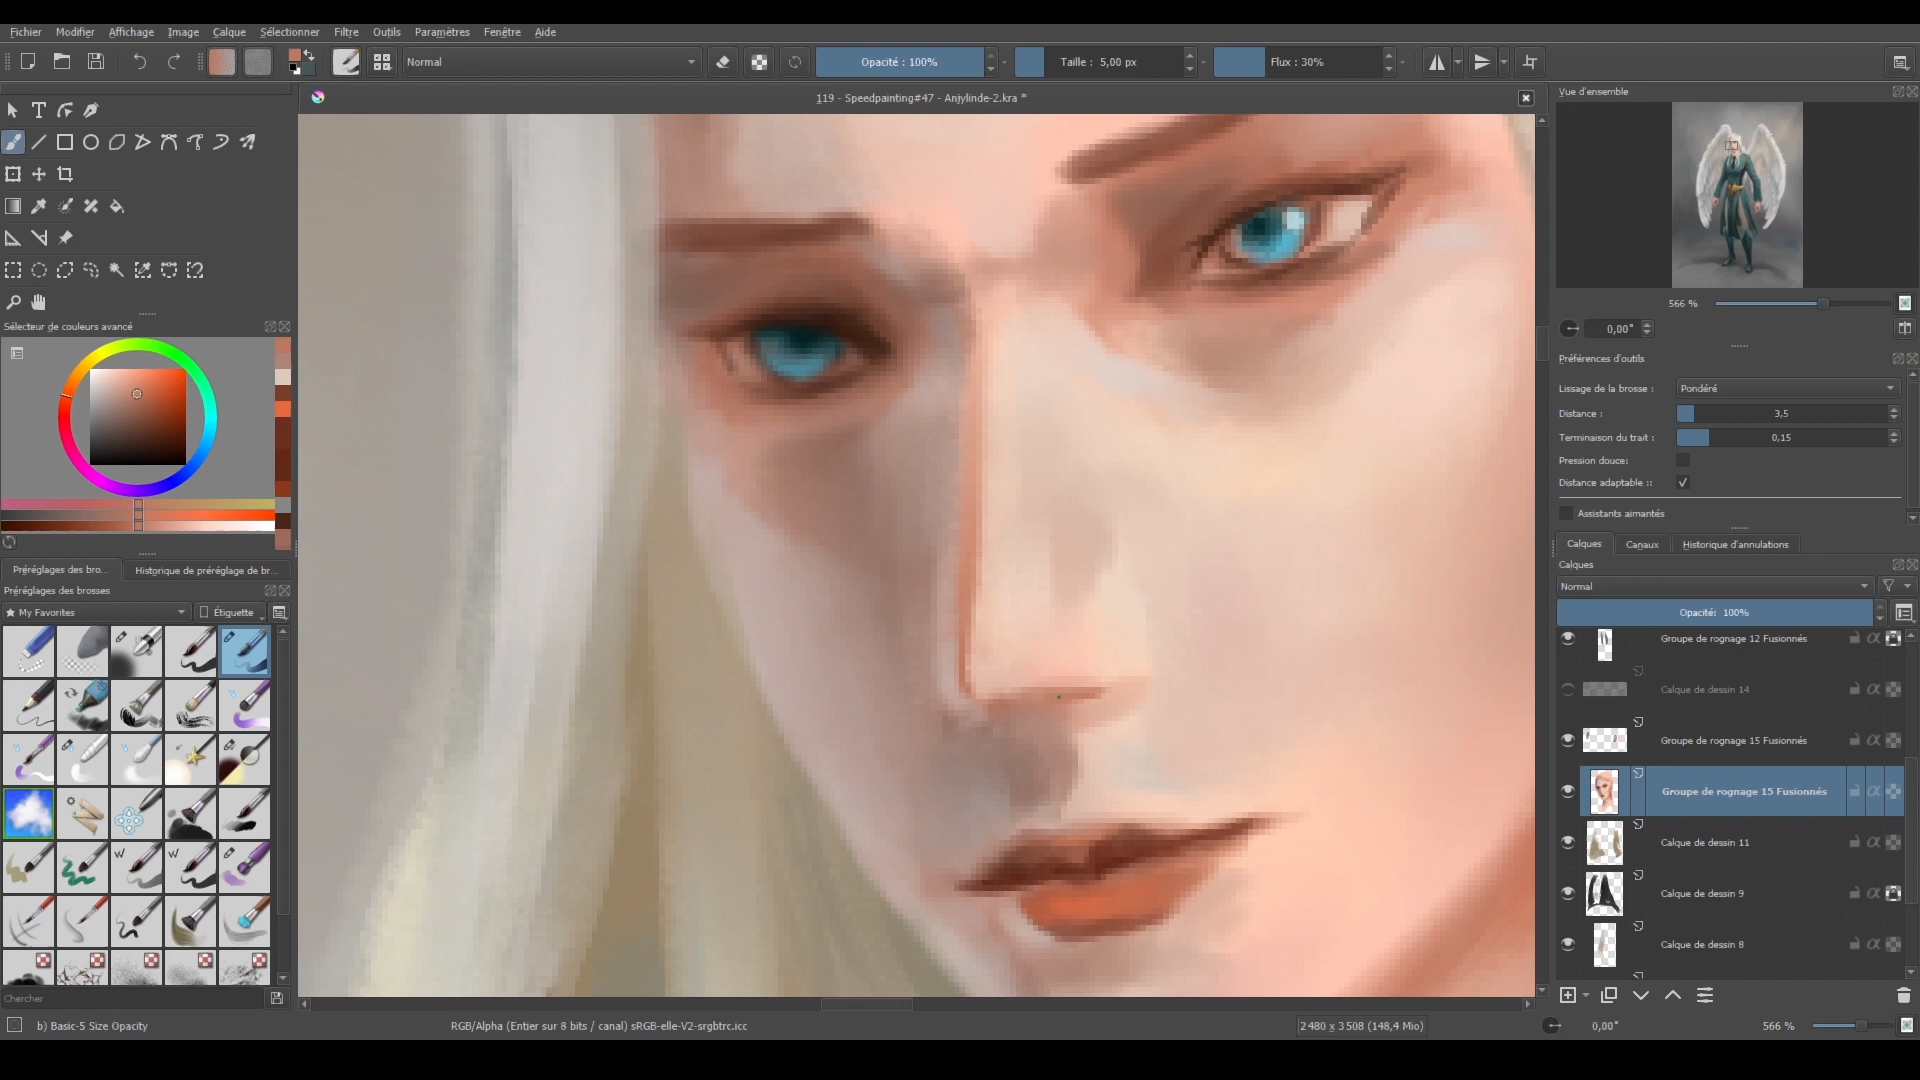 Fichier Modifier Affichage Image Calque Sélectionner Filtre Outils Paramètres Fenêtre Aide
Normal
Opacité : 100%
Taille : 5,00 px
Flux : 30%
119 - Speedpainting#47 - Anjylinde-2.kra *
Vue d'ensemble
566 %
0,00°
Préférences d'outils
Lissage de la brosse : Pondéré
Distance : 3,5
Terminaison du trait : 0,15
Pression douce:
Distance adaptable ::
Assistants aimantés
Calques Canaux Historique d'annulations
Calques
Normal
Opacité: 100%
Groupe de rognage 12 Fusionnés
Calque de dessin 14
Groupe de rognage 15 Fusionnés
Groupe de rognage 15 Fusionnés
Calque de dessin 11
Calque de dessin 9
Calque de dessin 8
Sélecteur de couleurs avancé
Préréglages des bro... Historique de préréglage de br...
Préréglages des brosses
My Favorites Étiquette
W W
Chercher
b) Basic-5 Size Opacity
RGB/Alpha (Entier sur 8 bits / canal) sRGB-elle-V2-srgbtrc.icc
2 480 x 3 508 (148,4 Mio)
0,00°
566 %